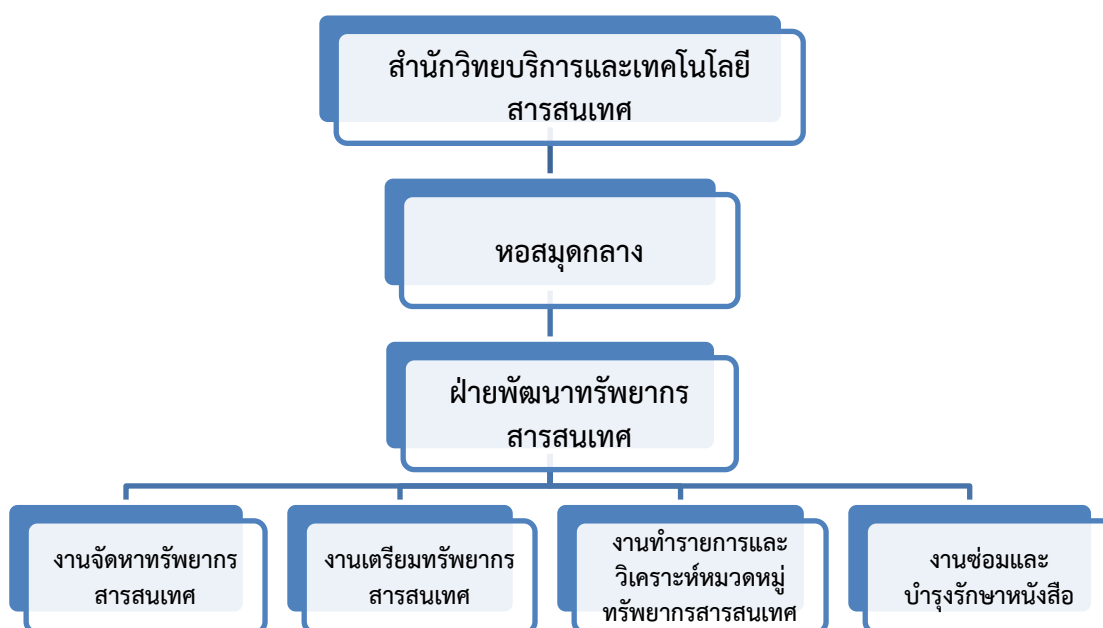 สำนักวิทยบริการและเทคโนโลยี
สารสนเทศ
หอสมุดกลาง
ฝ่ายพัฒนาทรัพยากร
สารสนเทศ
งานจัดหาทรัพยากร
สารสนเทศ
งานเตรียมทรัพยากร
สารสนเทศ
งานทำรายการและ
วิเคราะห์หมวดหมู่
ทรัพยากรสารสนเทศ
งานซ่อมและ
บำรุงรักษาหนังสือ